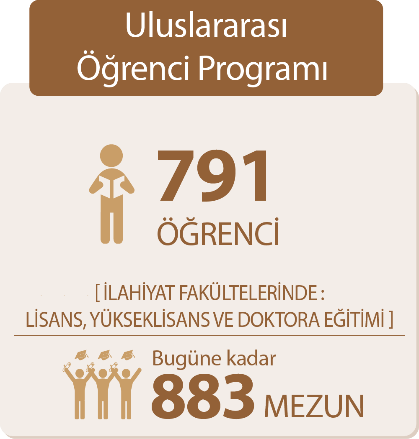 Uluslararası
Öğrenci Programı
791
ÖĞRENCİ
[ İLAHİYAT FAKÜLTELERİNDE :
LİSANS, YÜKSEKLİSANS VE DOKTORA EĞİTİMİ ]
Bugüne kadar
883 MEZUN